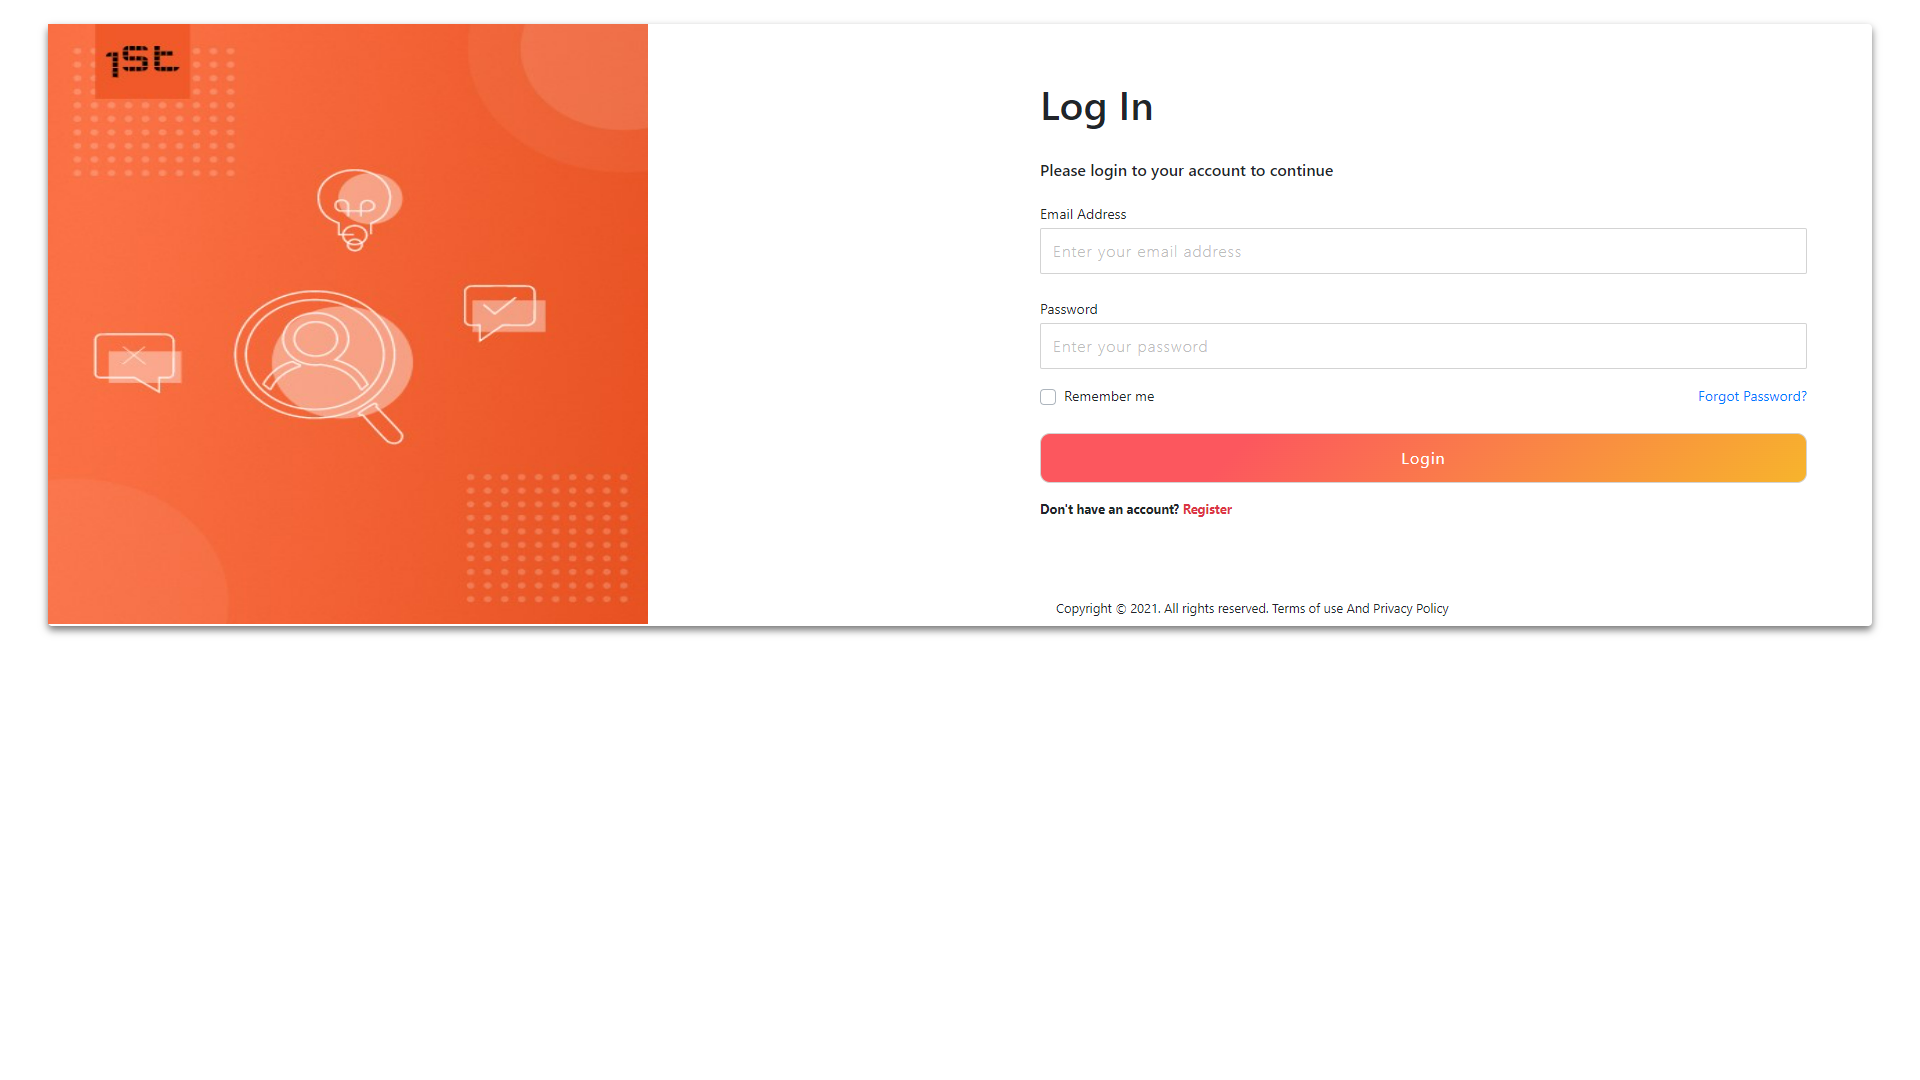 1St
Log In
Please login to your account to continue
Email Address
Enter your email address
Password
Enter your password
Remember me
Forgot Password?
Login
Don't have an account? Register
Copyright © 2021. All rights reserved. Terms of use And Privacy Policy